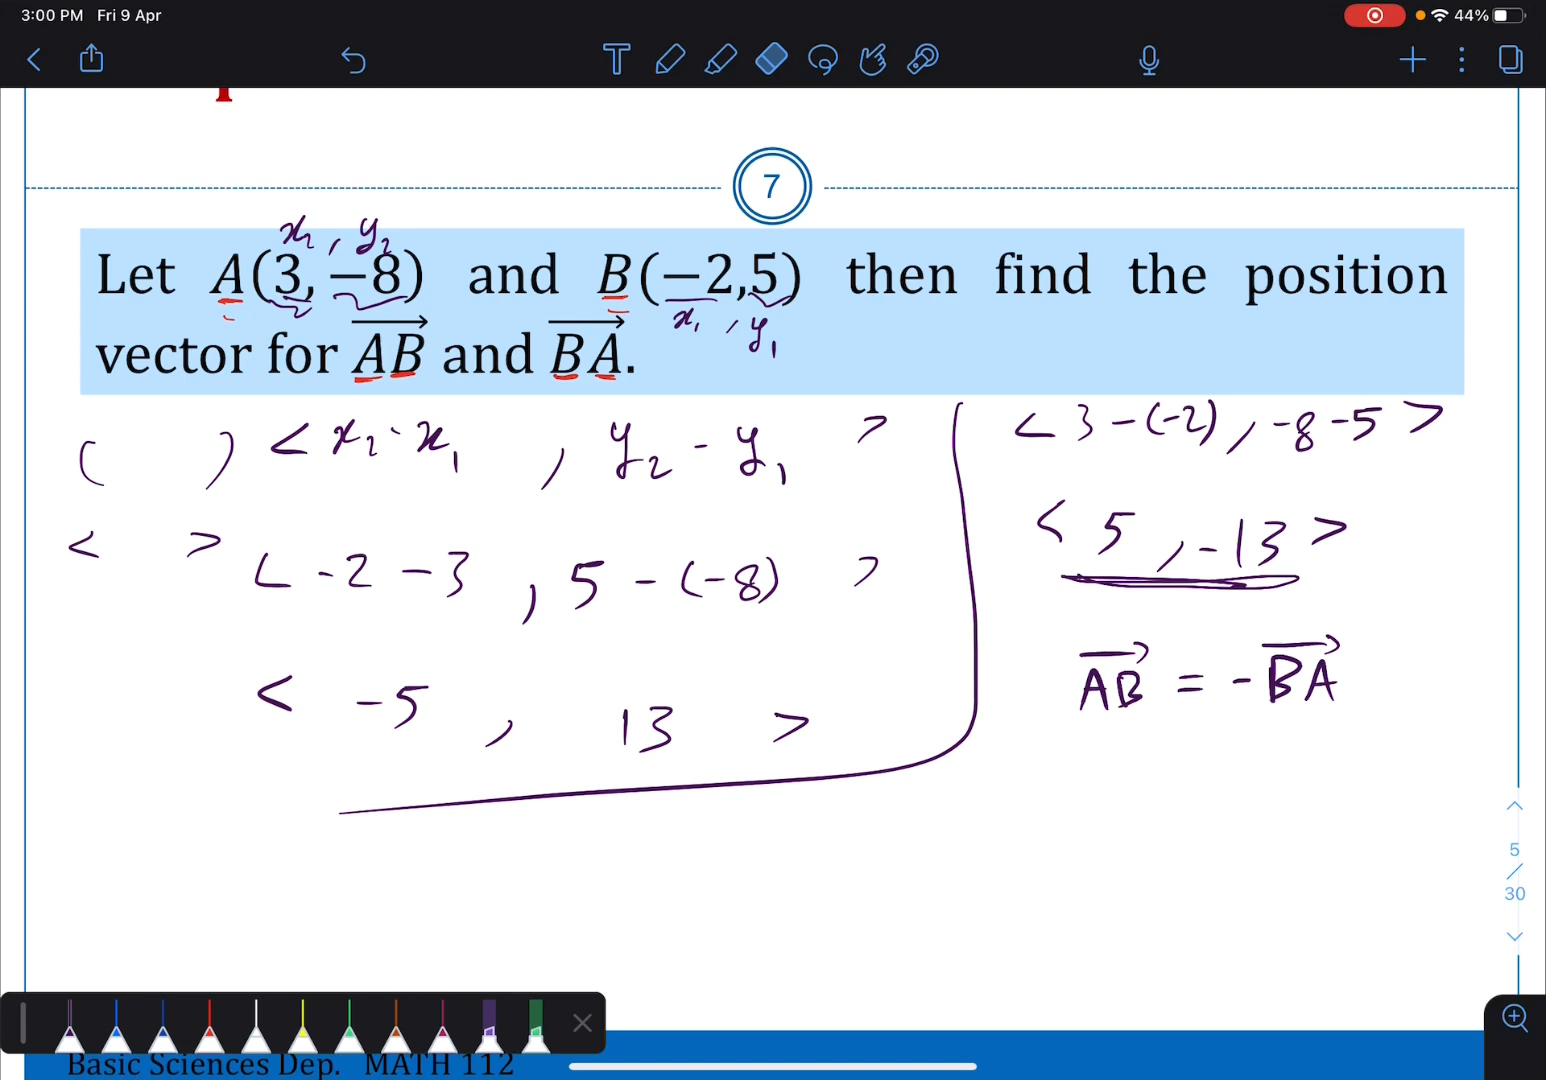 3:00 PM Fri 9 Apr
44%
7
x₂ , y₂
Let A(3, −8) and B(−2,5) then find the position
x₁ , y₁
vector for AB and BA.
( ) < x₂ - x₁ , y₂ - y₁ >
< > < -2 - 3 , 5 - (-8) >
< -5 , 13 >
< 3 - (-2) , -8 - 5 >
< 5 , -13 >
AB = - BA
5
/
30
Basic Sciences Dep. MATH 112